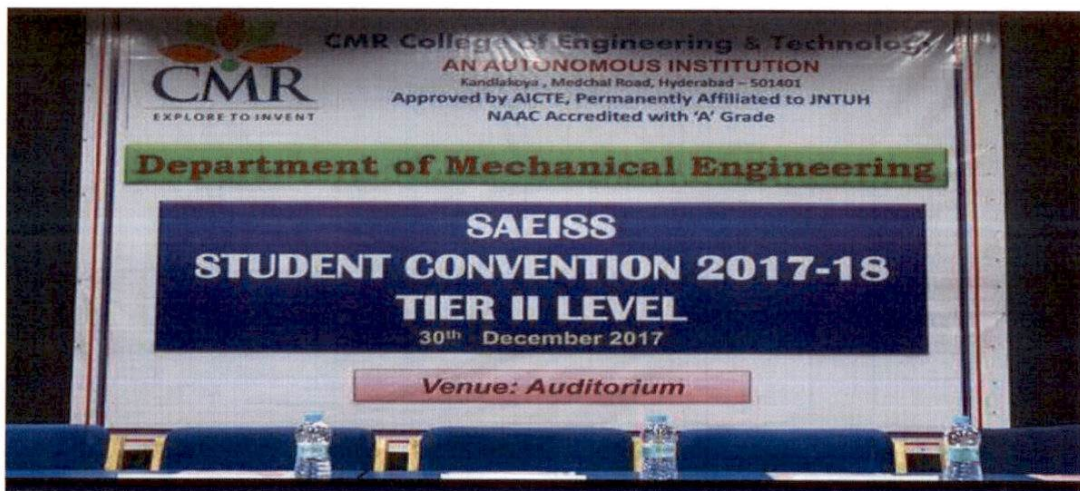 CMR
EXPLORE TO INVENT
CMR College of Engineering & Technology
AN AUTONOMOUS INSTITUTION
Kandlakoya , Medchal Road, Hyderabad – 501401
Approved by AICTE, Permanently Affiliated to JNTUH
NAAC Accredited with ‘A’ Grade
Department of Mechanical Engineering
SAEISS
STUDENT CONVENTION 2017-18
TIER II LEVEL
30th December 2017
Venue: Auditorium